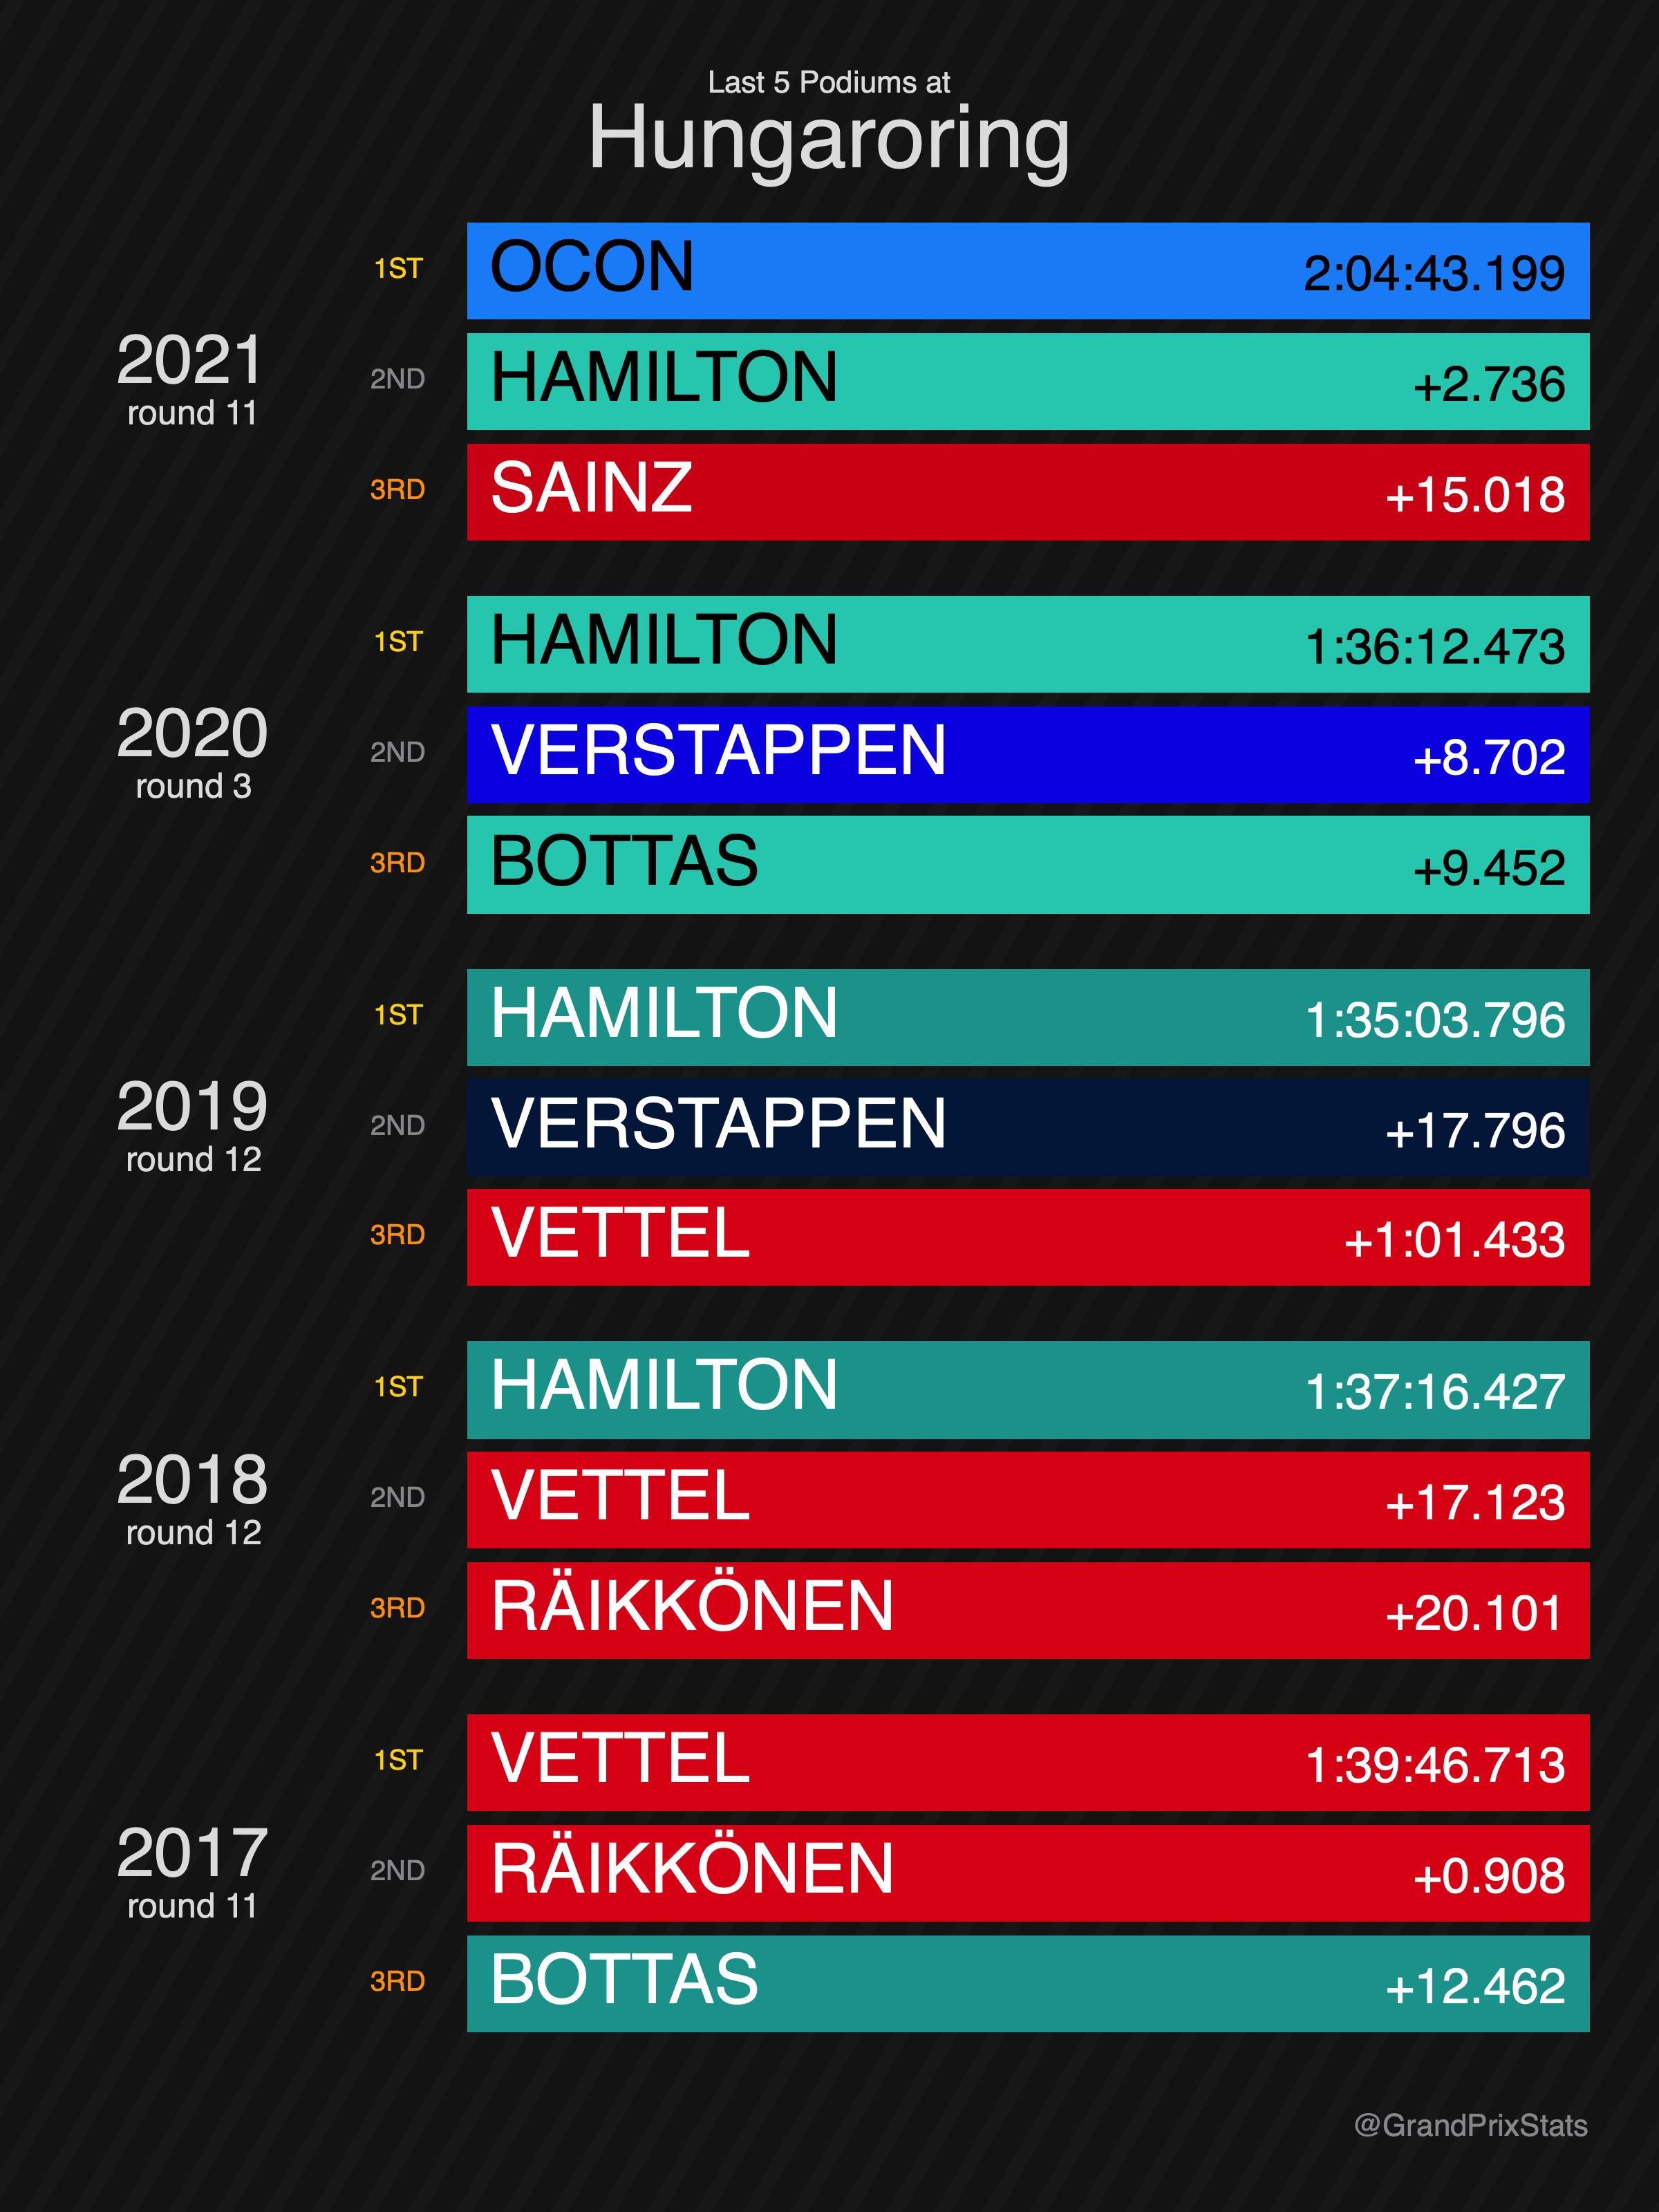 Last 5 Podiums at
Hungaroring
2021
round 11
1ST OCON 2:04:43.199
2ND HAMILTON +2.736
3RD SAINZ +15.018
2020
round 3
1ST HAMILTON 1:36:12.473
2ND VERSTAPPEN +8.702
3RD BOTTAS +9.452
2019
round 12
1ST HAMILTON 1:35:03.796
2ND VERSTAPPEN +17.796
3RD VETTEL +1:01.433
2018
round 12
1ST HAMILTON 1:37:16.427
2ND VETTEL +17.123
3RD RÄIKKÖNEN +20.101
2017
round 11
1ST VETTEL 1:39:46.713
2ND RÄIKKÖNEN +0.908
3RD BOTTAS +12.462
@GrandPrixStats